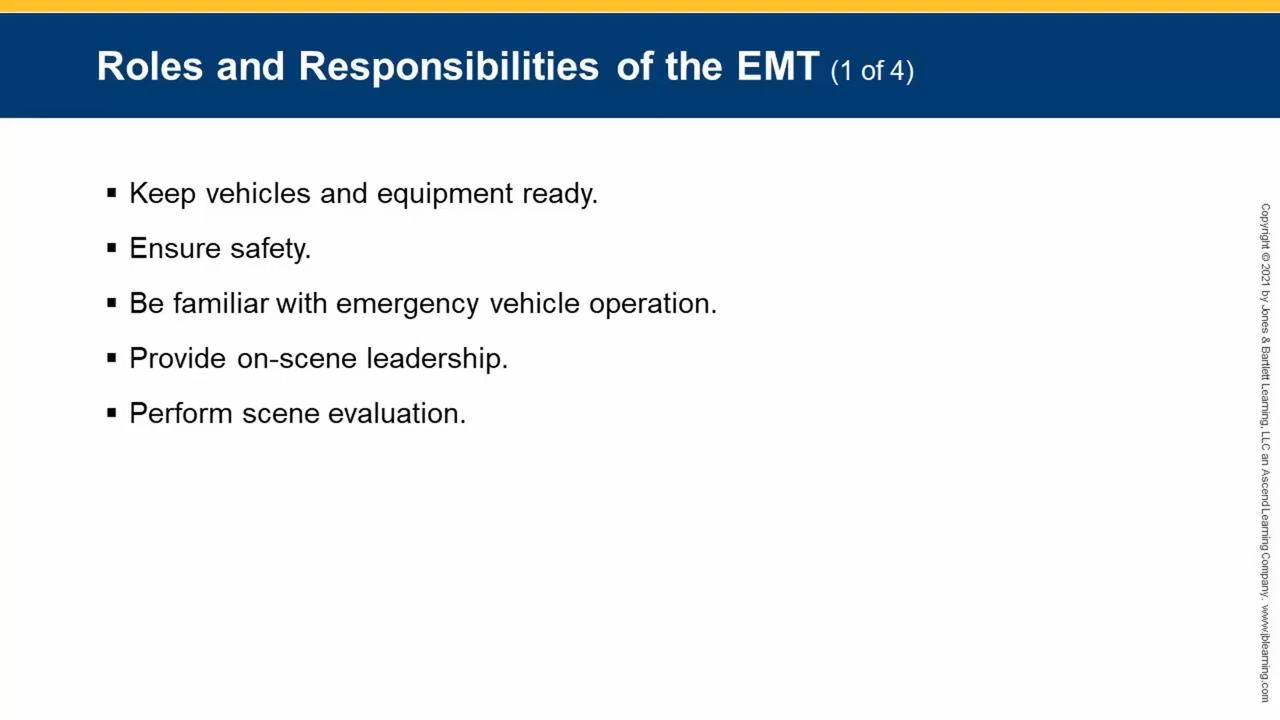 Roles and Responsibilities of the EMT (1 of 4)
▪ Keep vehicles and equipment ready.
▪ Ensure safety.
▪ Be familiar with emergency vehicle operation.
▪ Provide on-scene leadership.
▪ Perform scene evaluation.
Copyright © 2021 by Jones & Bartlett Learning, LLC an Ascend Learning Company. www.jblearning.com